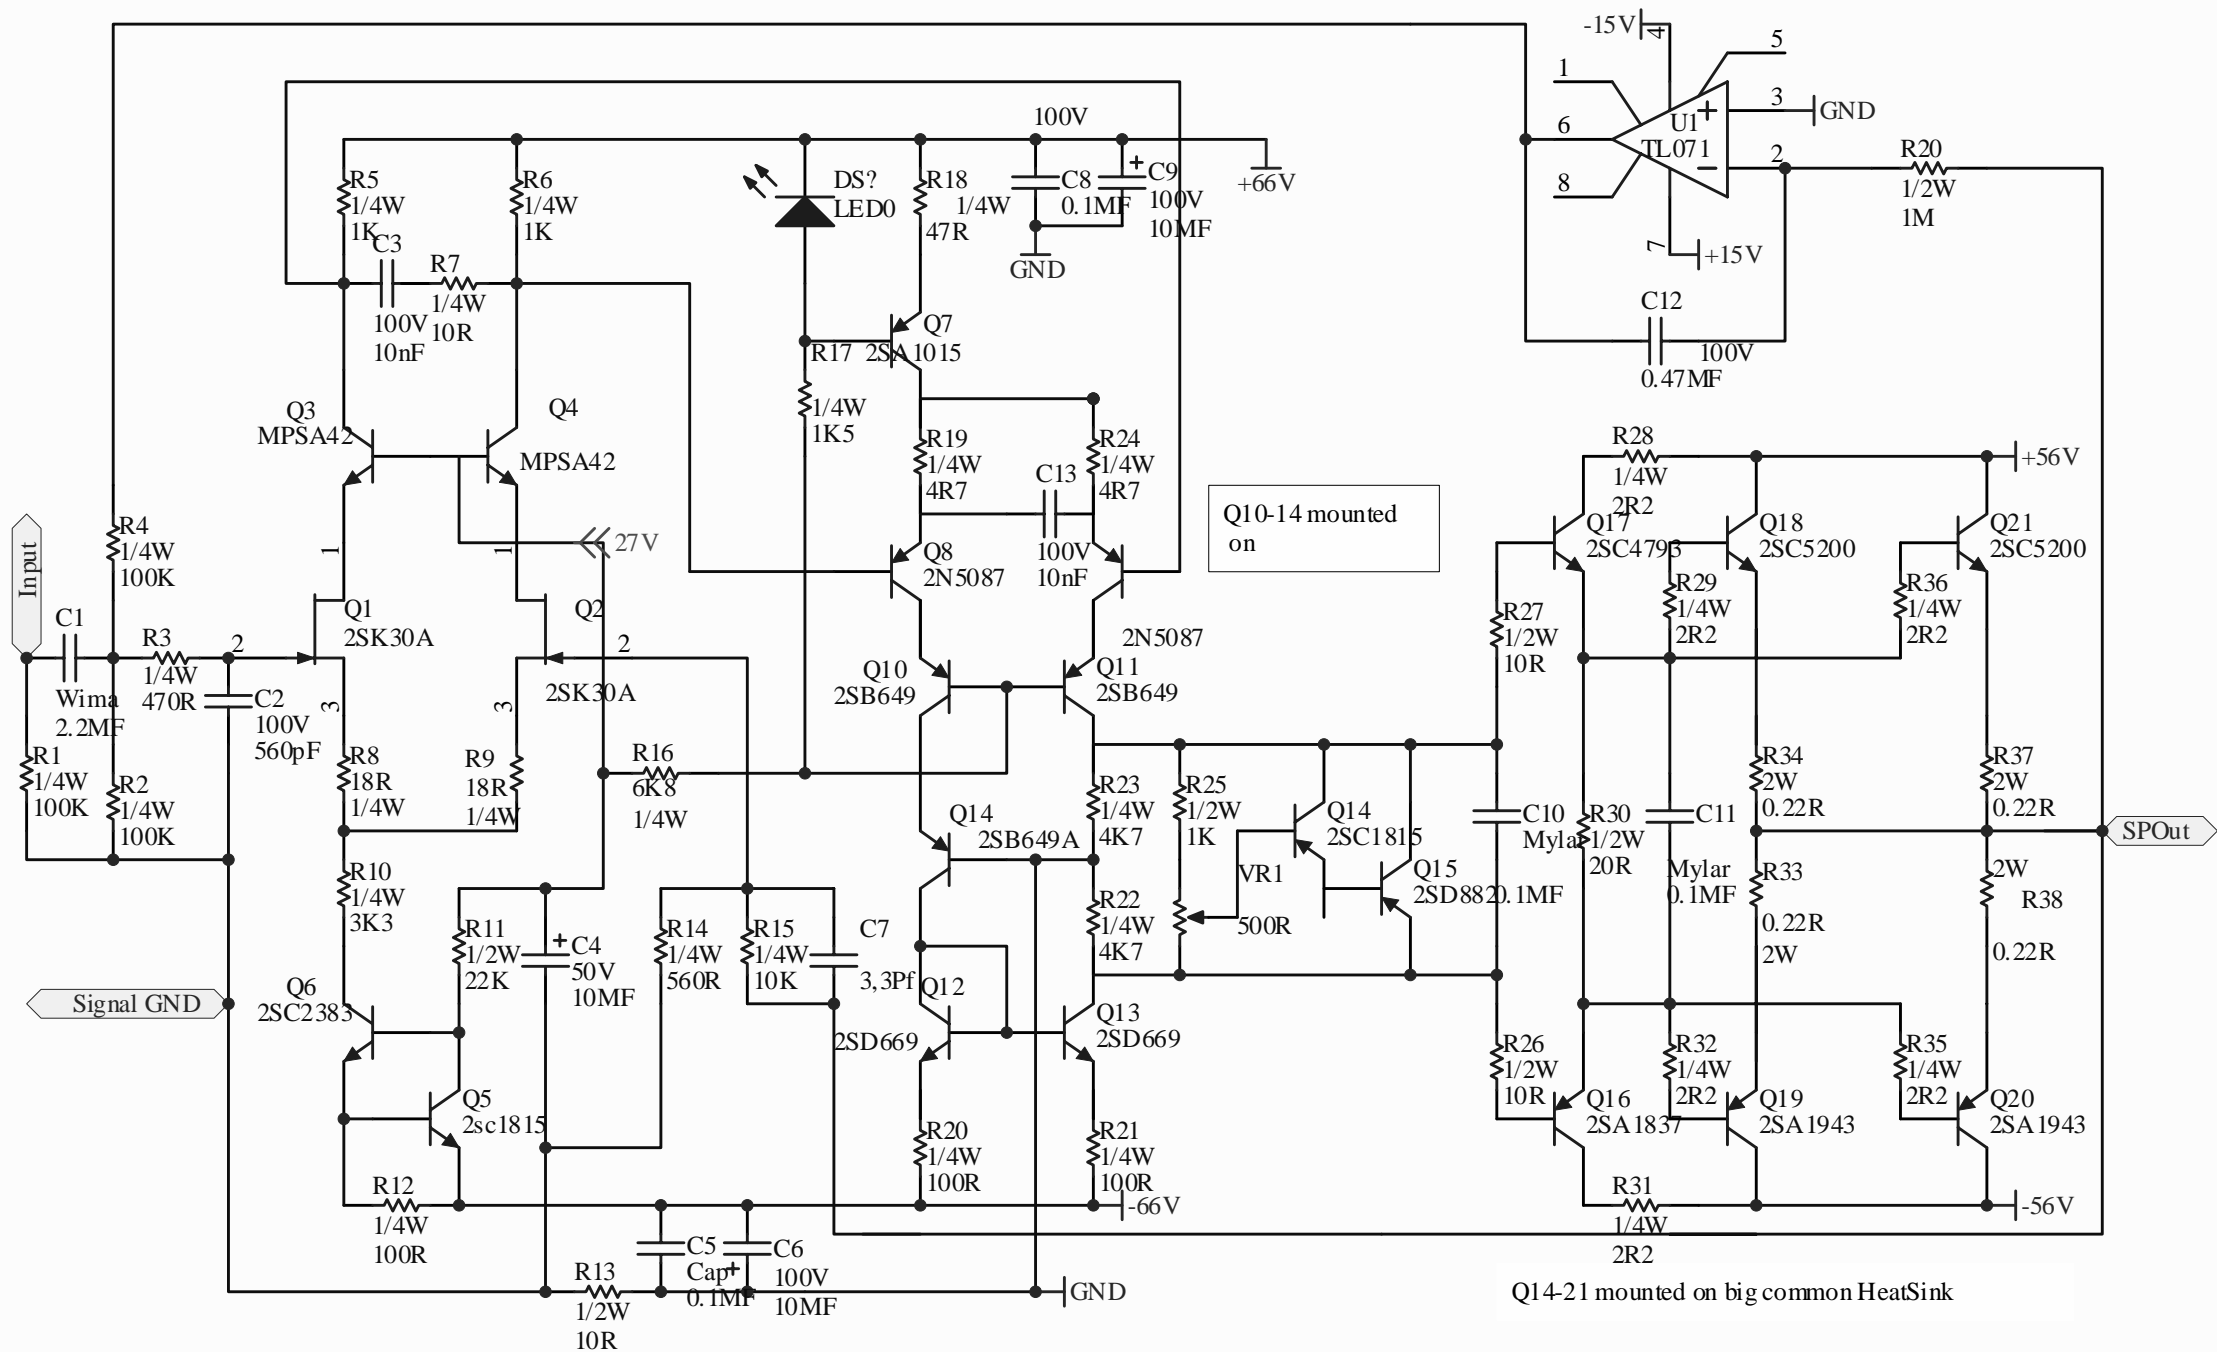 -15V
4
5
1
3
GND
U1
TL071
6
2
8
7
+15V
R20
1/2W
1M
C12
100V
0.47MF
100V
R5
1/4W
1K
R6
1/4W
1K
DS?
LED0
R18
1/4W
47R
C8
0.1MF
C9
100V
10MF
+66V
GND
C3
100V
10nF
R7
1/4W
10R
Q7
2SA1015
R17
1/4W
1K5
Q3
MPSA42
Q4
MPSA42
R19
1/4W
4R7
R24
1/4W
4R7
C13
100V
10nF
Q10-14 mounted
on
R28
1/4W
2R2
+56V
Q17
2SC4793
Q18
2SC5200
Q21
2SC5200
Input
R4
1/4W
100K
1
1
27V
Q8
2N5087
2N5087
R27
1/2W
10R
R29
1/4W
2R2
R36
1/4W
2R2
C1
Wima
2.2MF
R3
1/4W
470R
2
Q1
2SK30A
Q2
2
2SK30A
C2
100V
560pF
3
3
Q10
2SB649
Q11
2SB649
R1
1/4W
100K
R2
1/4W
100K
R8
18R
1/4W
R9
18R
1/4W
R16
6K8
1/4W
R23
1/4W
4K7
R25
1/2W
1K
Q14
2SC1815
Q14
2SB649A
C10
Mylar
0.1MF
R30
1/2W
20R
C11
Mylar
0.1MF
R34
2W
0.22R
R37
2W
0.22R
SPOut
R33
0.22R
2W
2W
R38
0.22R
R10
1/4W
3K3
R11
1/2W
22K
C4
50V
10MF
R14
1/4W
560R
R15
1/4W
10K
C7
3,3Pf
R22
1/4W
4K7
VR1
500R
Q15
2SD882
Signal GND
Q6
2SC2383
Q12
2SD669
Q13
2SD669
R26
1/2W
10R
R32
1/4W
2R2
R35
1/4W
2R2
Q5
2sc1815
Q16
2SA1837
Q19
2SA1943
Q20
2SA1943
R20
1/4W
100R
R21
1/4W
100R
R12
1/4W
100R
-66V
R31
1/4W
2R2
-56V
C5
Cap
0.1MF
C6
100V
10MF
R13
1/2W
10R
GND
Q14-21 mounted on big common HeatSink